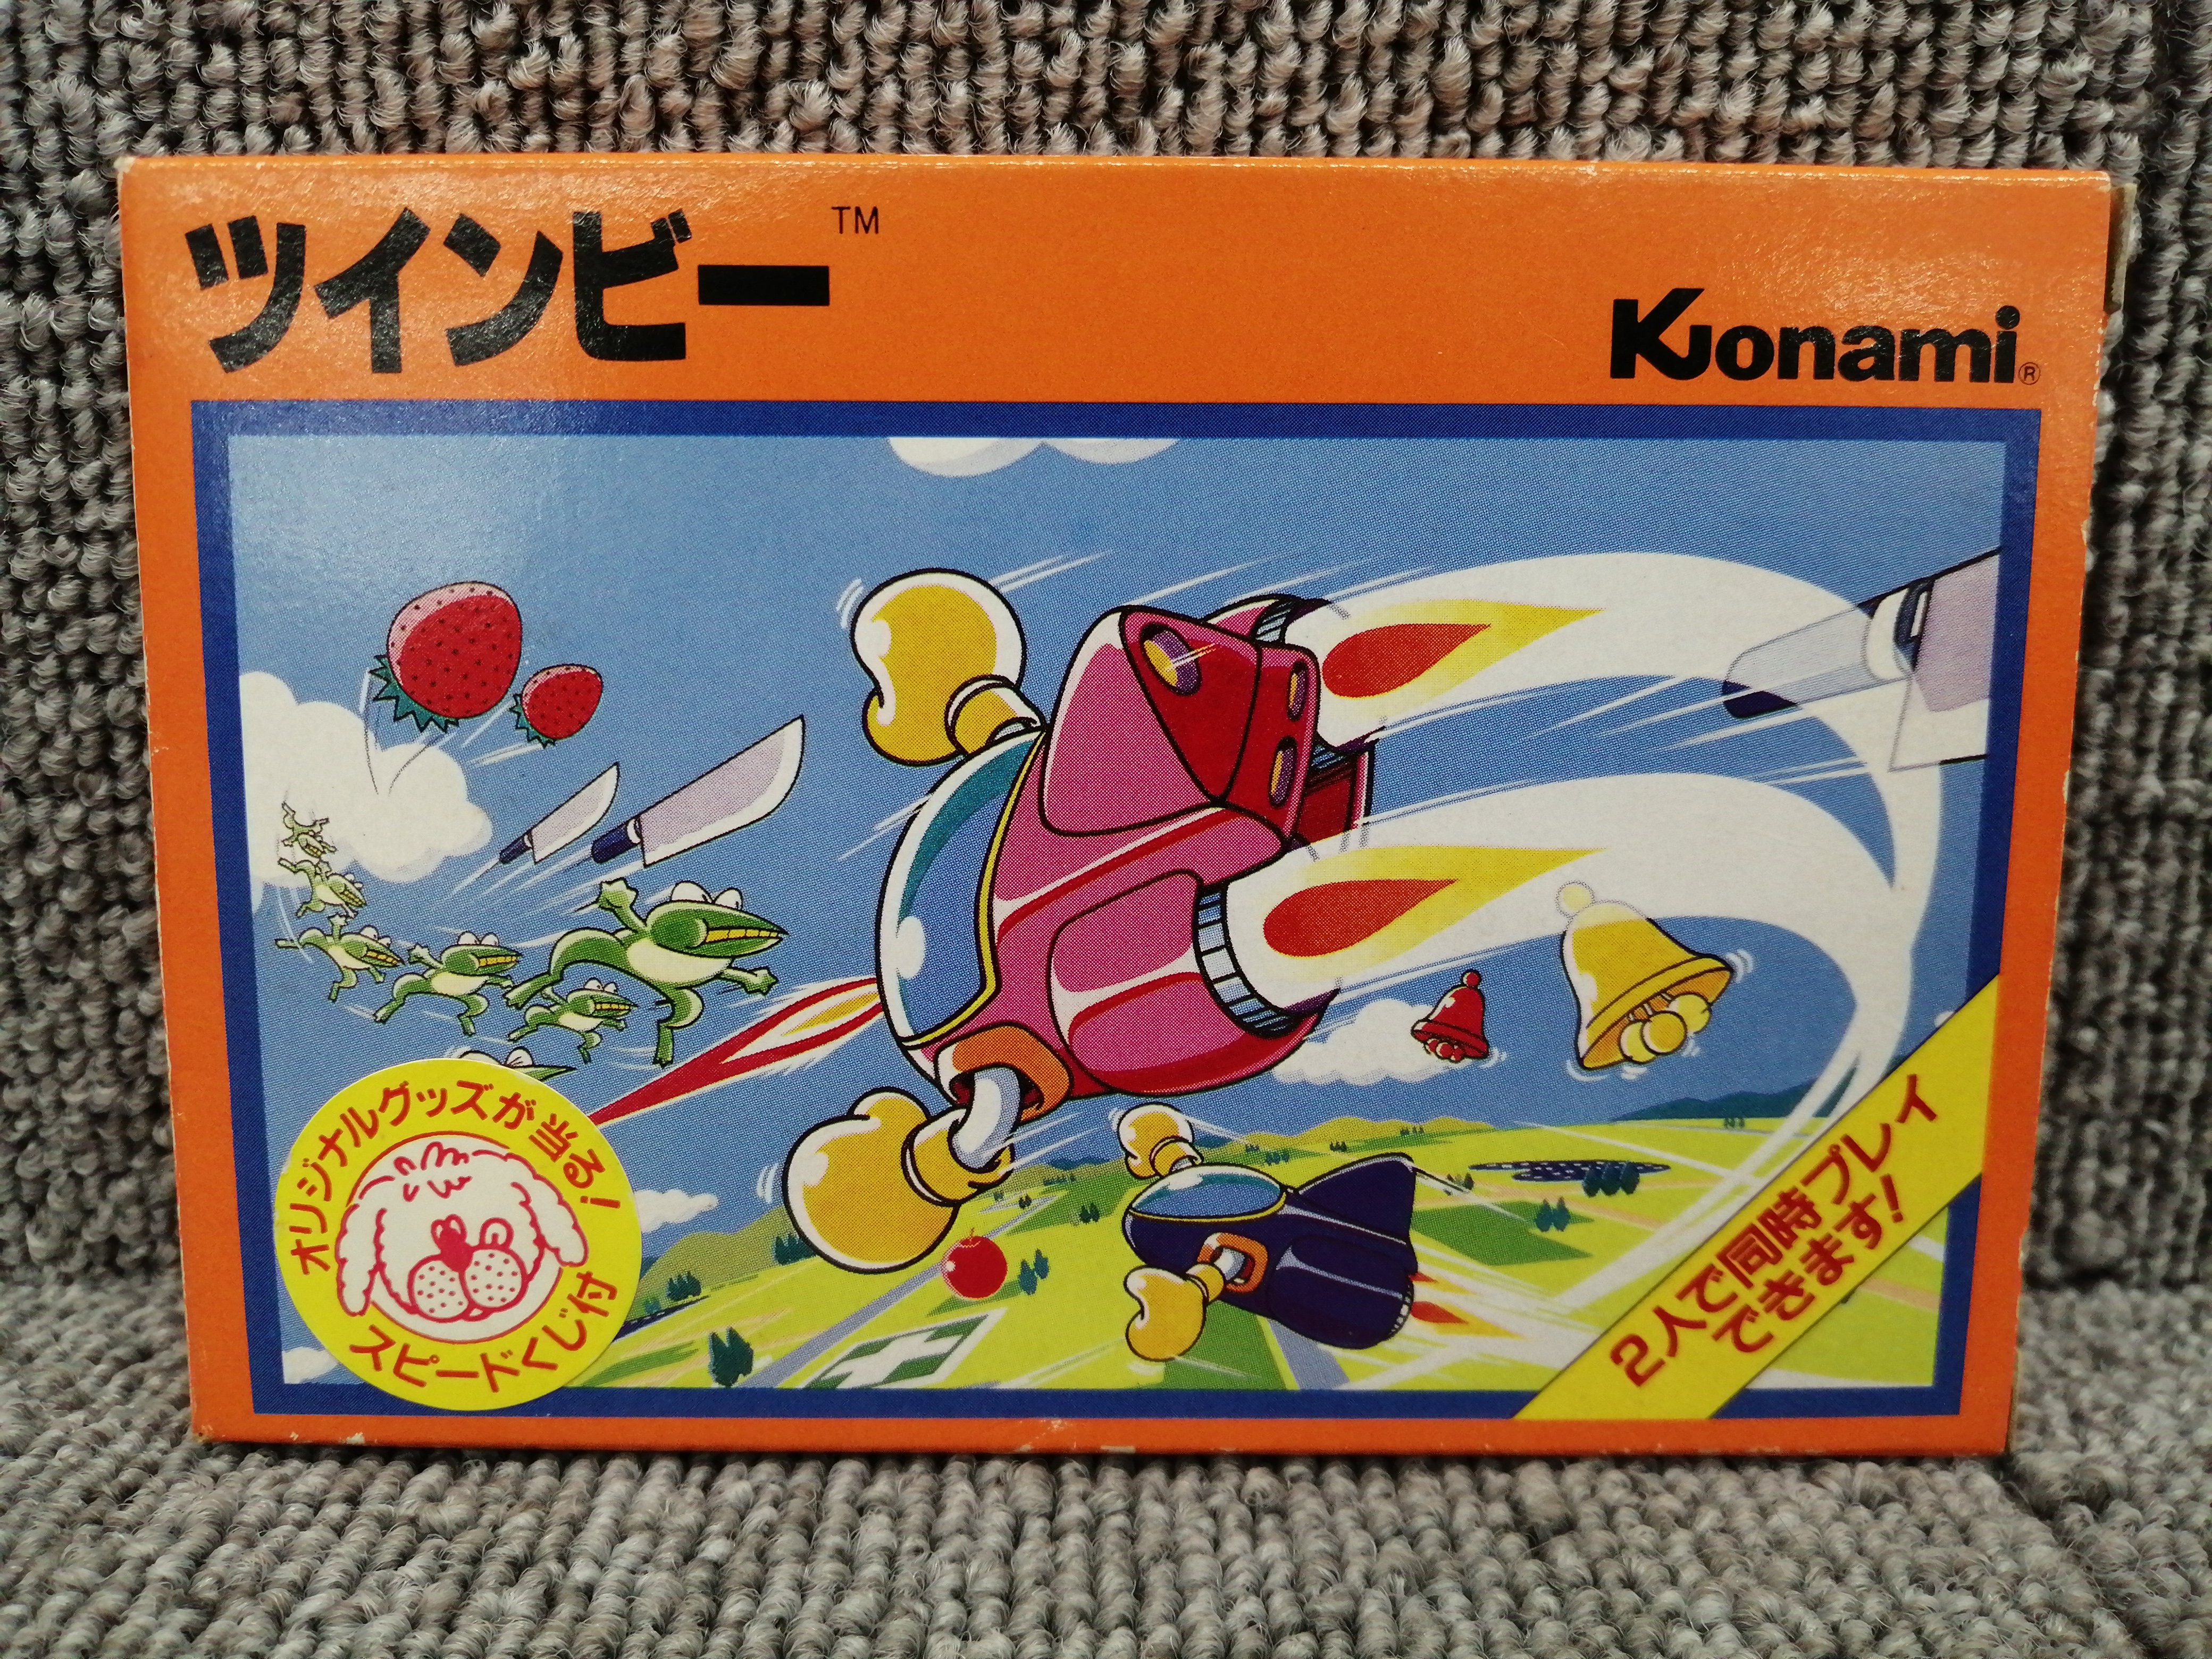 ツインビー™
Konami®
オリジナルグッズが当る!
スピードくじ付
2人で同時プレイ
できます!